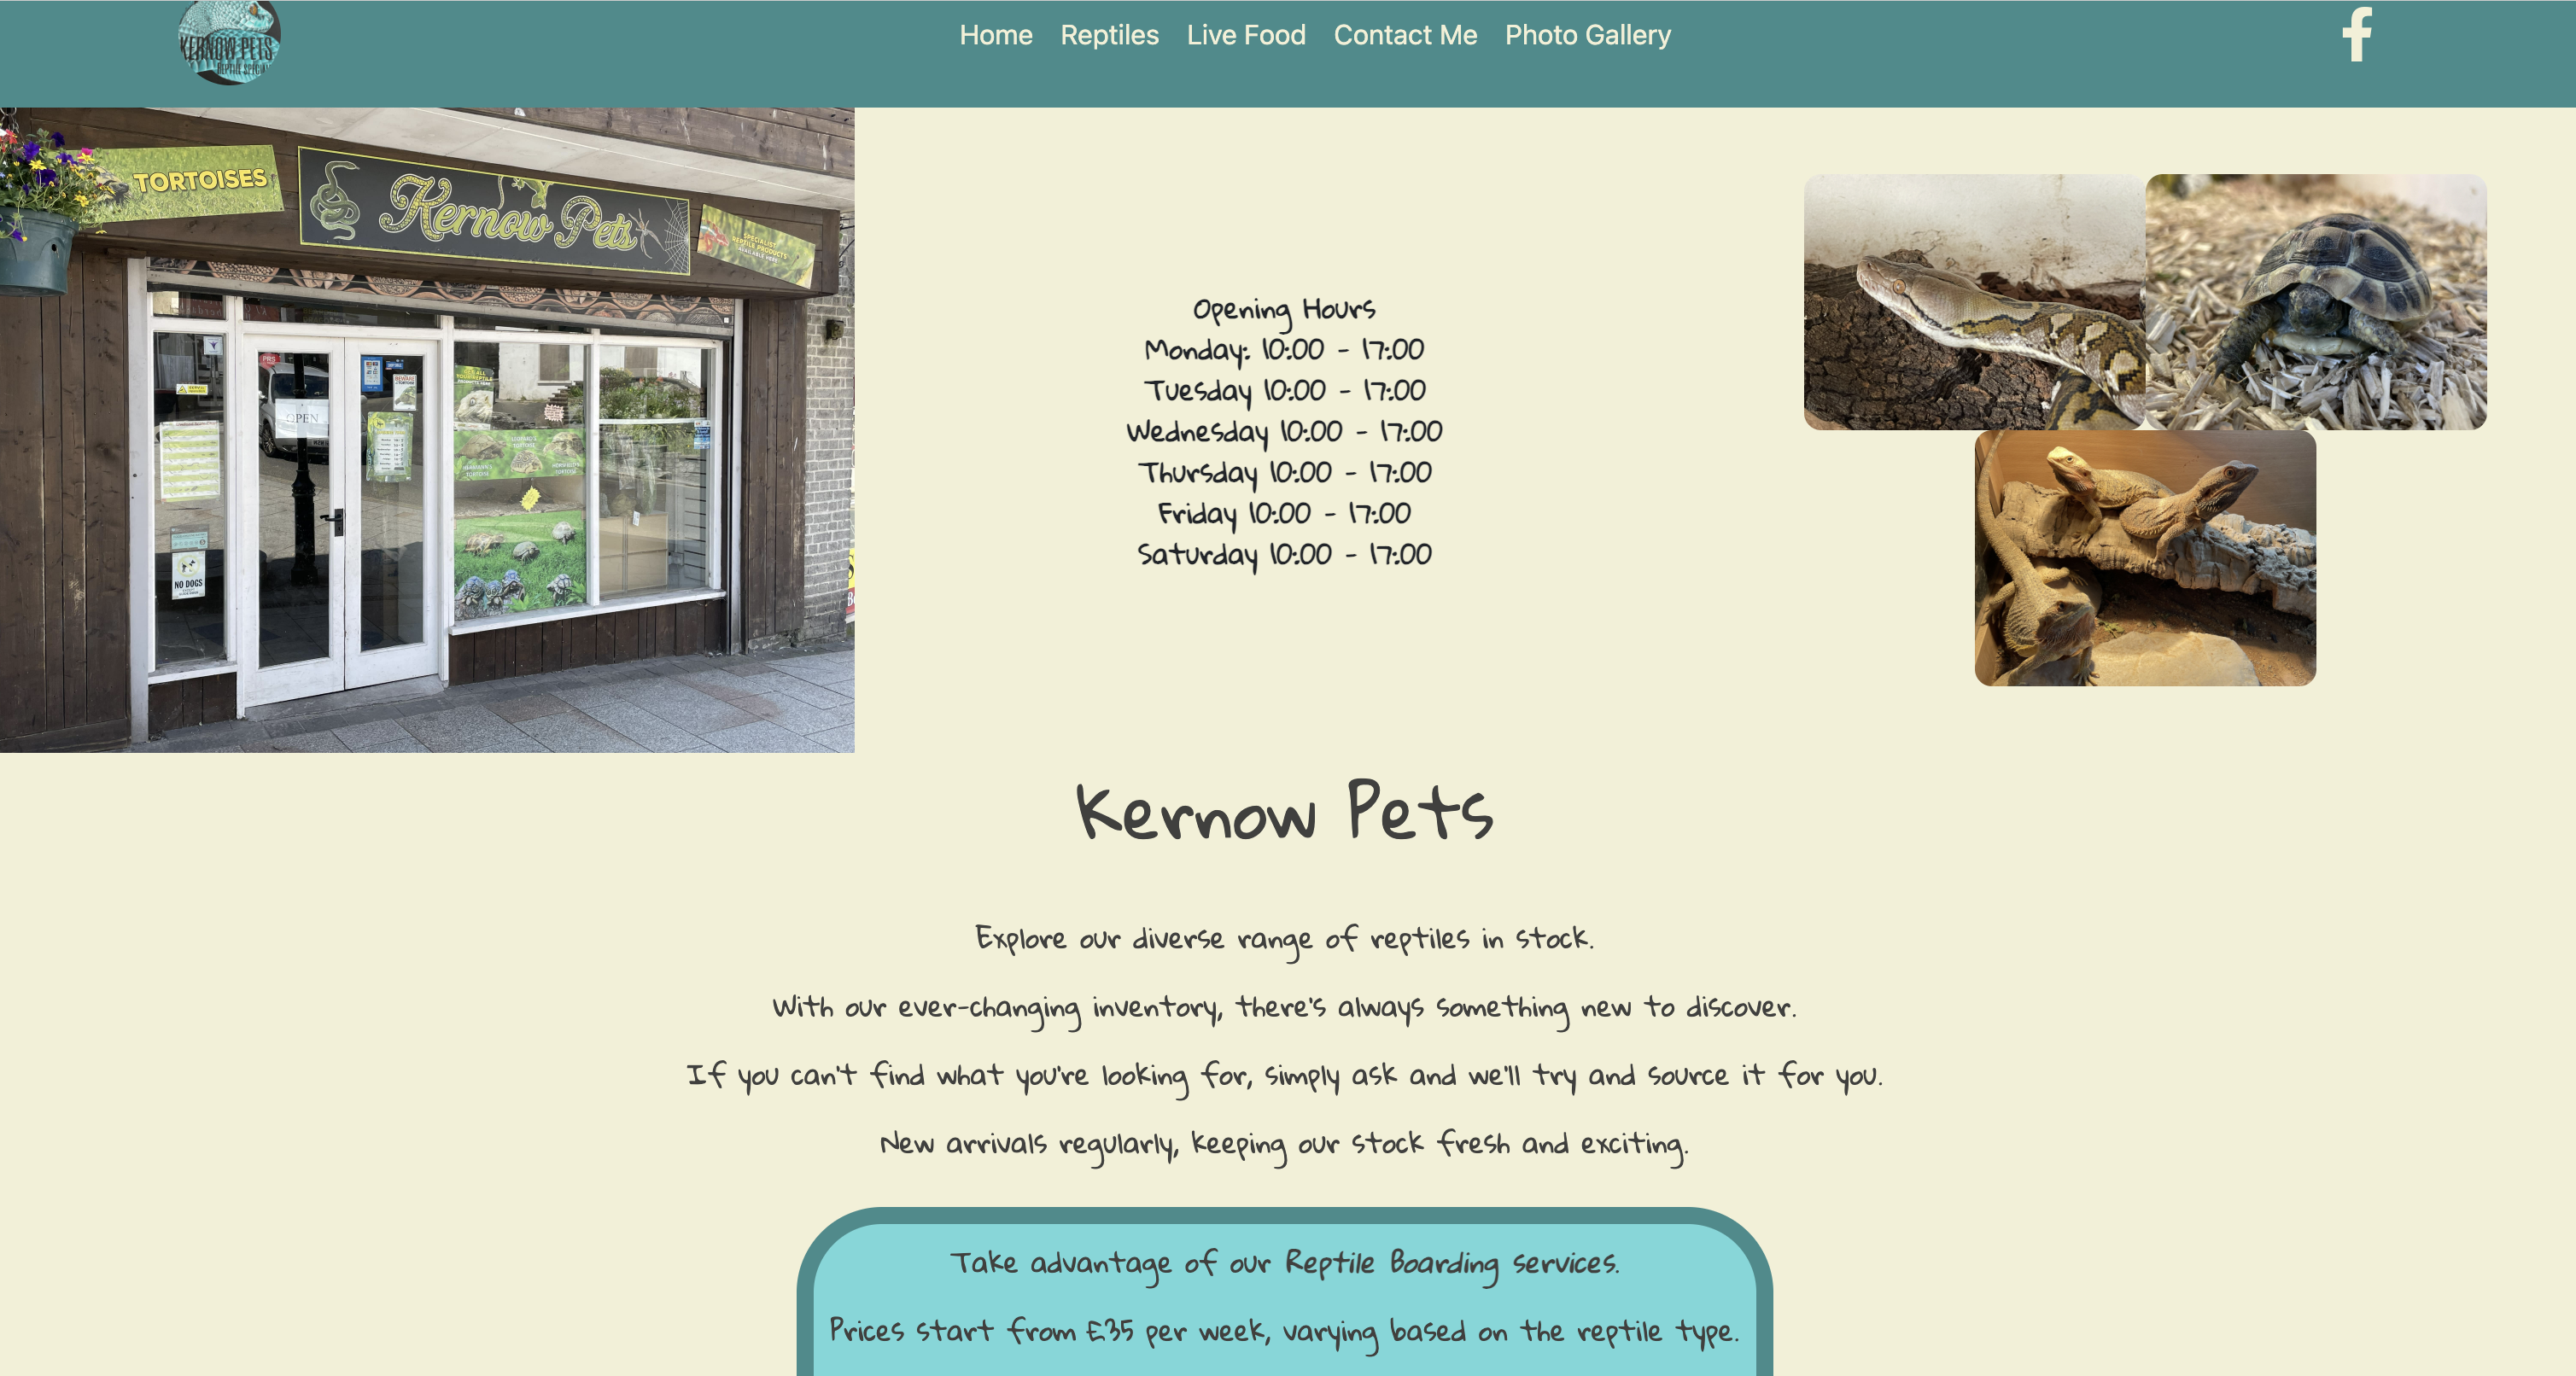 KERNOW PETS
Home Reptiles Live Food Contact Me Photo Gallery
TORTOISES
Kernow Pets
SPECIALIST
REPTILE PRODUCTS
AVAILABLE HERE
OPEN
NO DOGS
Opening Hours
Monday: 10:00 - 17:00
Tuesday 10:00 - 17:00
Wednesday 10:00 - 17:00
Thursday 10:00 - 17:00
Friday 10:00 - 17:00
Saturday 10:00 - 17:00
Kernow Pets
Explore our diverse range of reptiles in stock.
With our ever-changing inventory, there's always something new to discover.
If you can't find what you're looking for, simply ask and we'll try and source it for you.
New arrivals regularly, keeping our stock fresh and exciting.
Take advantage of our Reptile Boarding services.
Prices start from £35 per week, varying based on the reptile type.